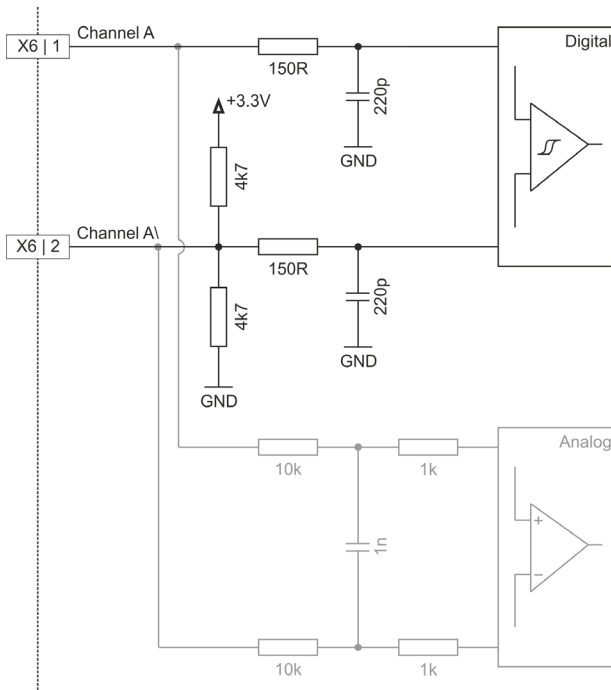 Channel A
Digital
X6 | 1
150R
220p
+3.3V
GND
4k7
Channel A\
X6 | 2
150R
220p
4k7
GND
GND
Analog
10k
1k
1n
+
−
10k
1k